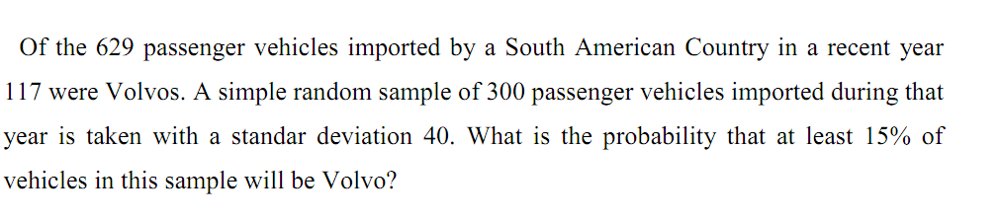 Of the 629 passenger vehicles imported by a South American Country in a recent year
117 were Volvos. A simple random sample of 300 passenger vehicles imported during that
year is taken with a standar deviation 40. What is the probability that at least 15% of
vehicles in this sample will be Volvo?